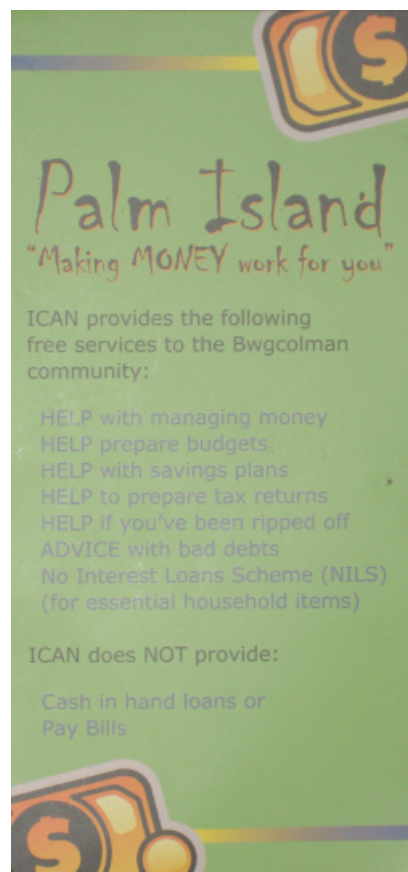 Palm Island
"Making MONEY work for you"
ICAN provides the following
free services to the Bwgcolman
community:
HELP with managing money
HELP prepare budgets
HELP with savings plans
HELP to prepare tax returns
HELP if you've been ripped off
ADVICE with bad debts
No Interest Loans Scheme (NILS)
(for essential household items)
ICAN does NOT provide:
Cash in hand loans or
Pay Bills